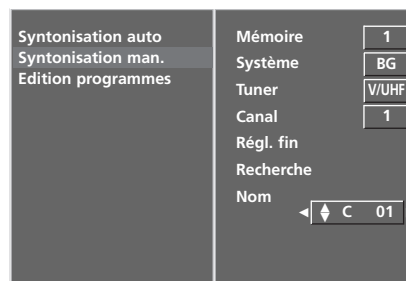 Syntonisation auto
Syntonisation man.
Edition programmes
Mémoire 1
Système BG
Tuner V/UHF
Canal 1
Régl. fin
Recherche
Nom
C 01